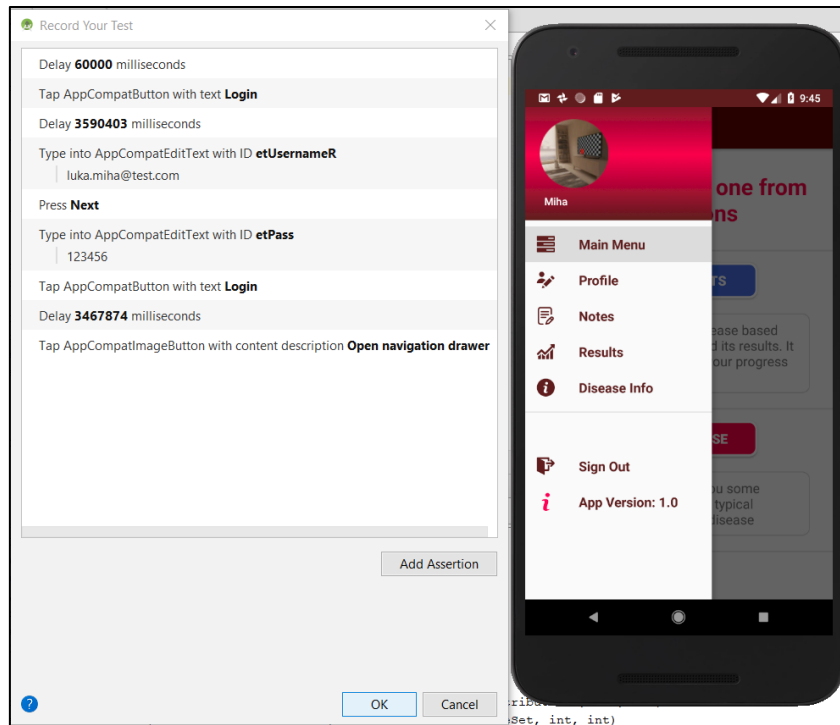 Record Your Test
Delay 60000 milliseconds
Tap AppCompatButton with text Login
Delay 3590403 milliseconds
Type into AppCompatEditText with ID etUsernameR
luka.miha@test.com
Press Next
Type into AppCompatEditText with ID etPass
123456
Tap AppCompatButton with text Login
Delay 3467874 milliseconds
Tap AppCompatImageButton with content description Open navigation drawer
Add Assertion
?
OK
Cancel
9:45
Miha
Main Menu
Profile
Notes
Results
Disease Info
Sign Out
App Version: 1.0
one from
ns
TS
ease based
d its results. It
our progress
SE
ou some
typical
disease
Set, int, int)